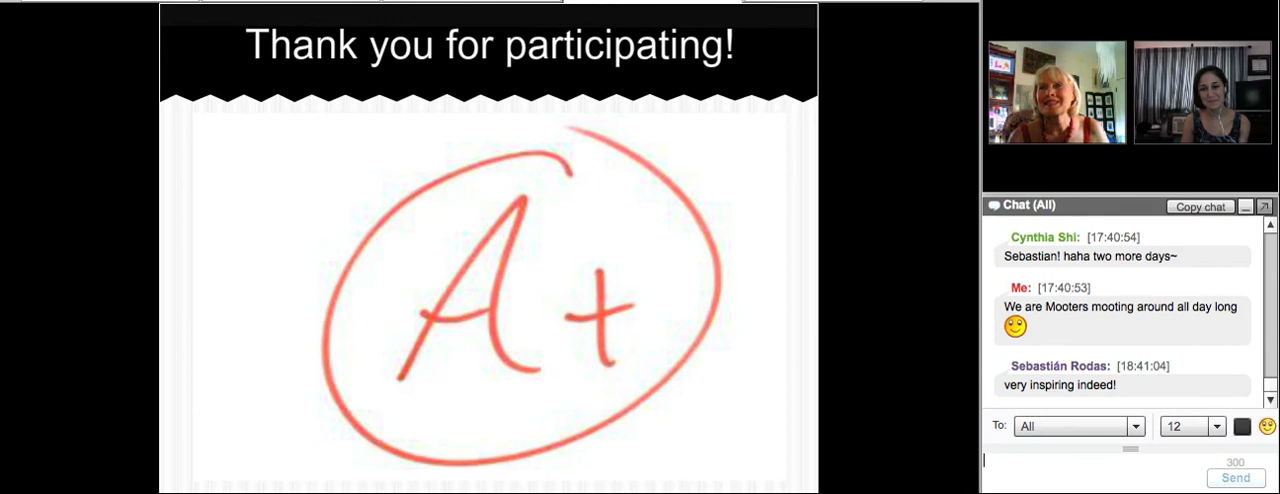 Thank you for participating!
A+
Chat (All)
Copy chat
Cynthia Shi: [17:40:54]
Sebastian! haha two more days~
Me: [17:40:53]
We are Mooters mooting around all day long
Sebastián Rodas: [18:41:04]
very inspiring indeed!
To: All 12
300
Send